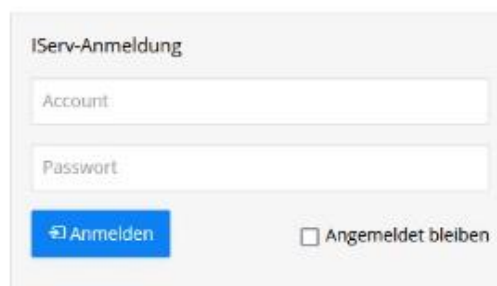 IServ-Anmeldung
Account
Passwort
Anmelden
Angemeldet bleiben